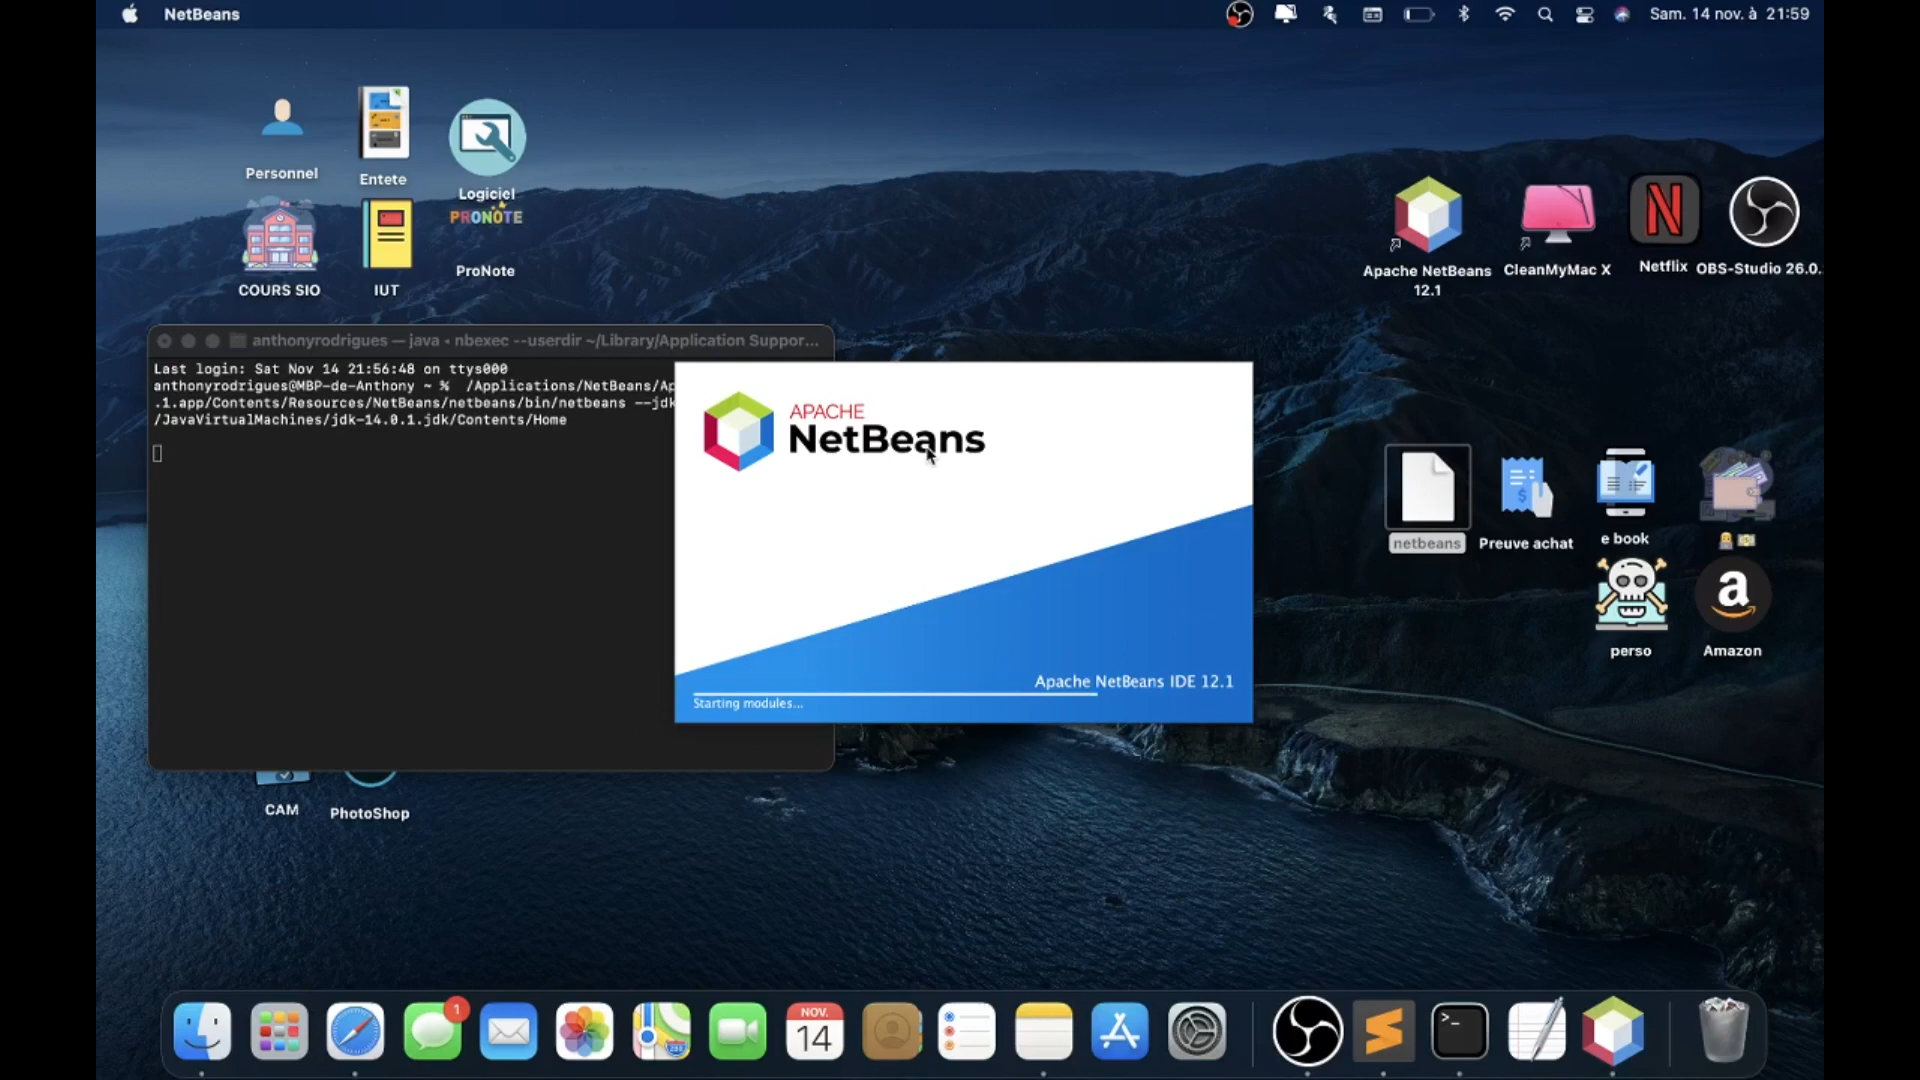 NetBeans
Sam. 14 nov. à 21:59
Personnel
Entete
Logiciel
PRONOTE
COURS SIO
IUT
ProNote
Apache NetBeans
12.1
CleanMyMac X
Netflix
OBS-Studio 26.0.
anthonyrodrigues — java • nbexec --userdir ~/Library/Application Suppor...
Last login: Sat Nov 14 21:56:48 on ttys000
anthonyrodrigues@MBP-de-Anthony ~ % /Applications/NetBeans/Ap
.1.app/Contents/Resources/NetBeans/netbeans/bin/netbeans --jdk
/JavaVirtualMachines/jdk-14.0.1.jdk/Contents/Home
APACHE
NetBeans
Apache NetBeans IDE 12.1
Starting modules...
netbeans
Preuve achat
e book
perso
Amazon
CAM
PhotoShop
1
NOV.
14
280
>_